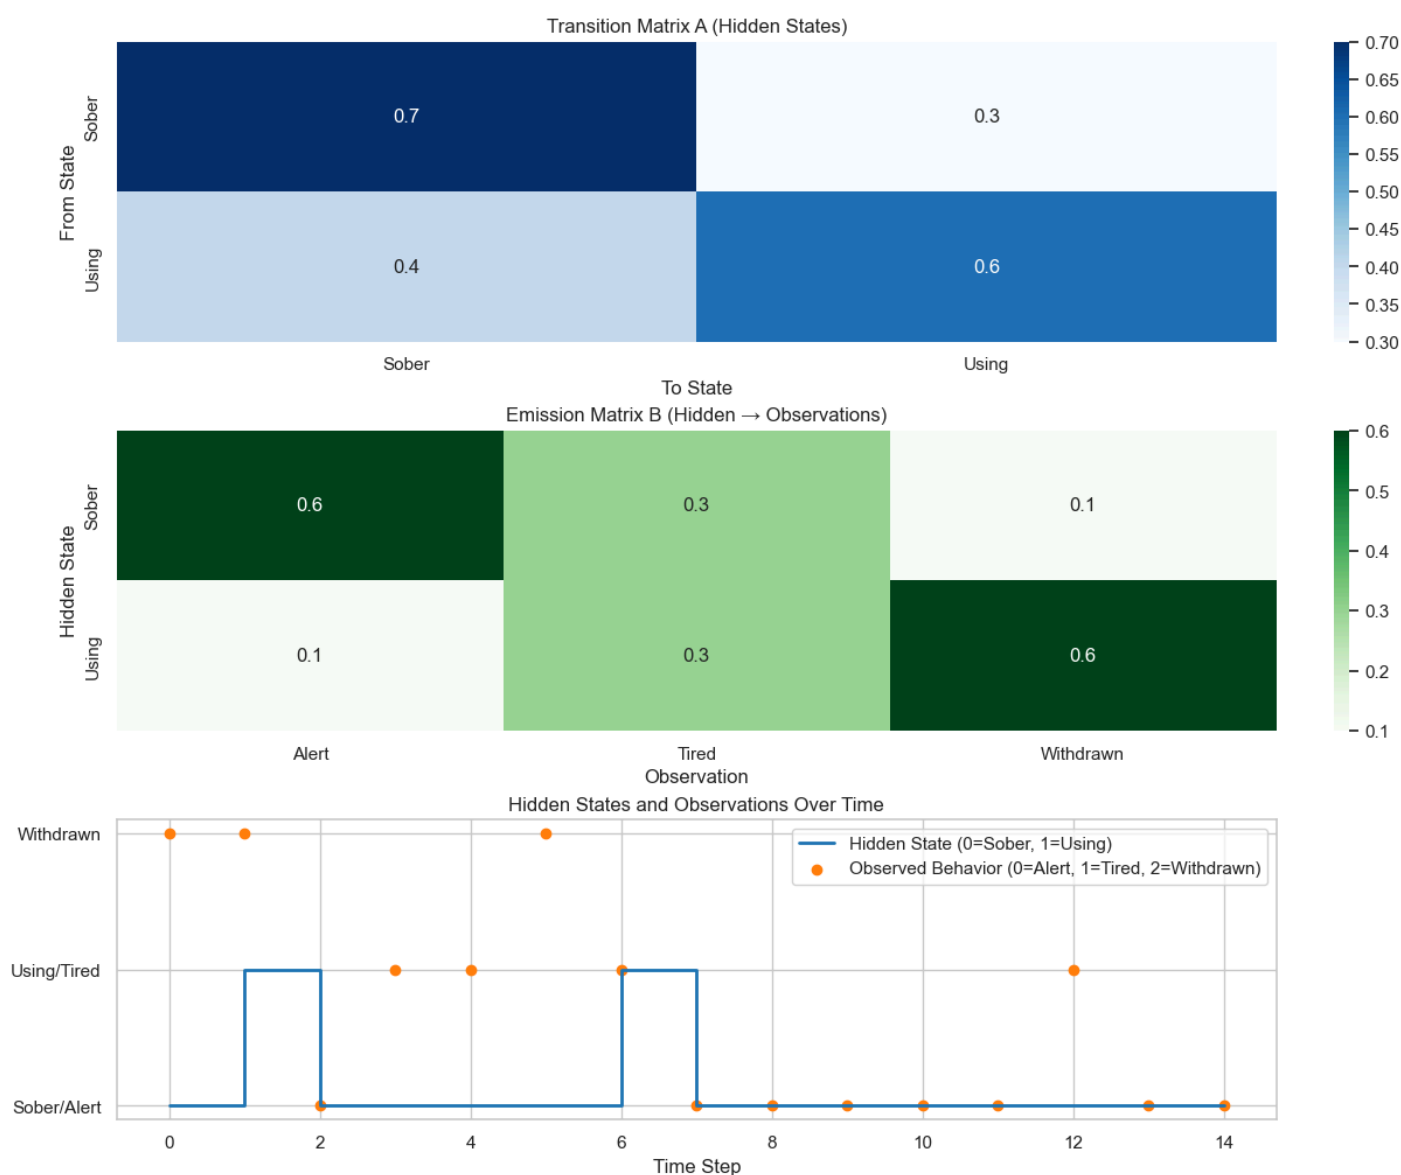 Transition Matrix A (Hidden States)
From State
Sober
Using
0.7
0.3
0.4
0.6
Sober
Using
To State
0.70
0.65
0.60
0.55
0.50
0.45
0.40
0.35
0.30
Emission Matrix B (Hidden → Observations)
Hidden State
Sober
Using
0.6
0.3
0.1
0.1
0.3
0.6
Alert
Tired
Withdrawn
Observation
0.6
0.5
0.4
0.3
0.2
0.1
Hidden States and Observations Over Time
Withdrawn
Using/Tired
Sober/Alert
Hidden State (0=Sober, 1=Using)
Observed Behavior (0=Alert, 1=Tired, 2=Withdrawn)
0
2
4
6
8
10
12
14
Time Step